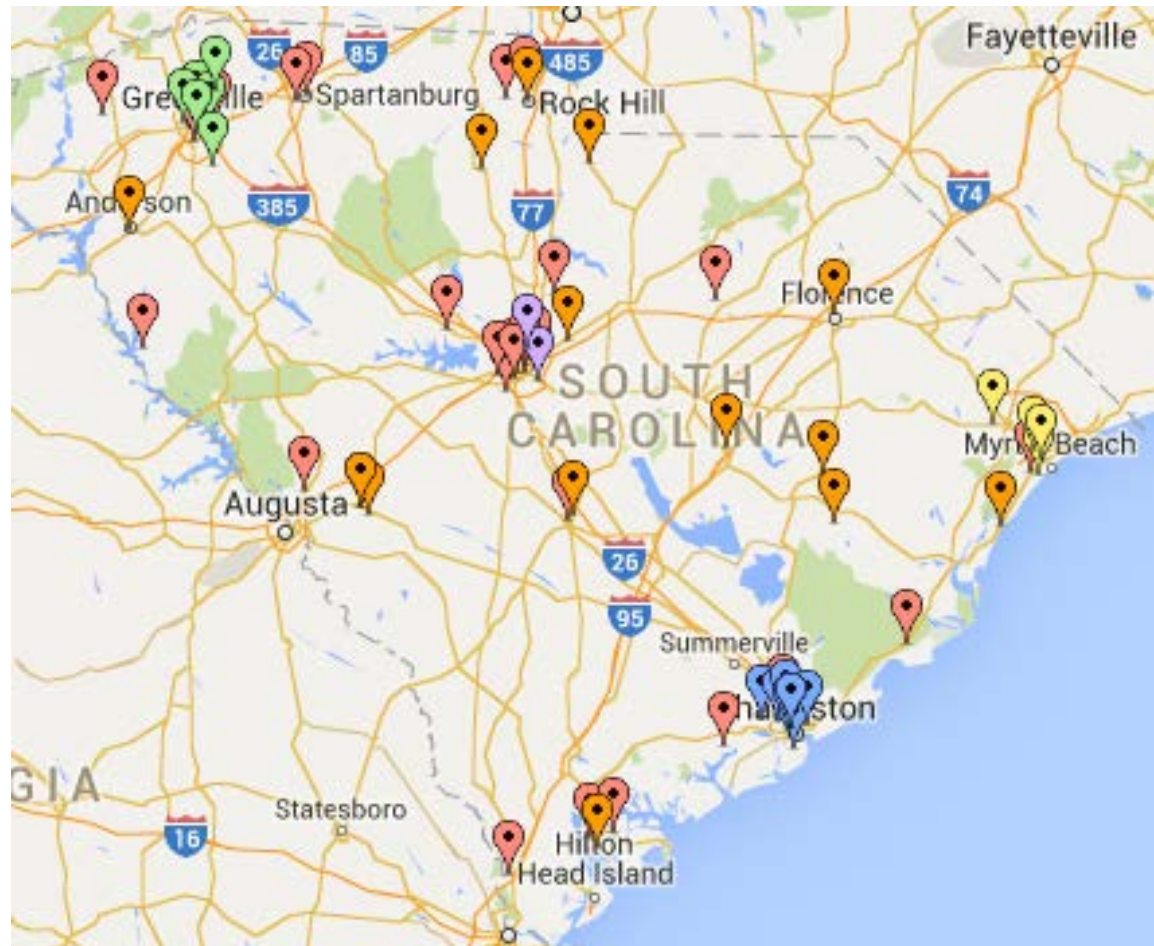 Fayetteville
26
85
485
Greenville
Spartanburg
Rock Hill
74
Anderson
385
77
Florence
SOUTH
CAROLINA
Myrtle Beach
Augusta
26
95
Summerville
Charleston
GIA
Statesboro
16
Hilton
Head Island